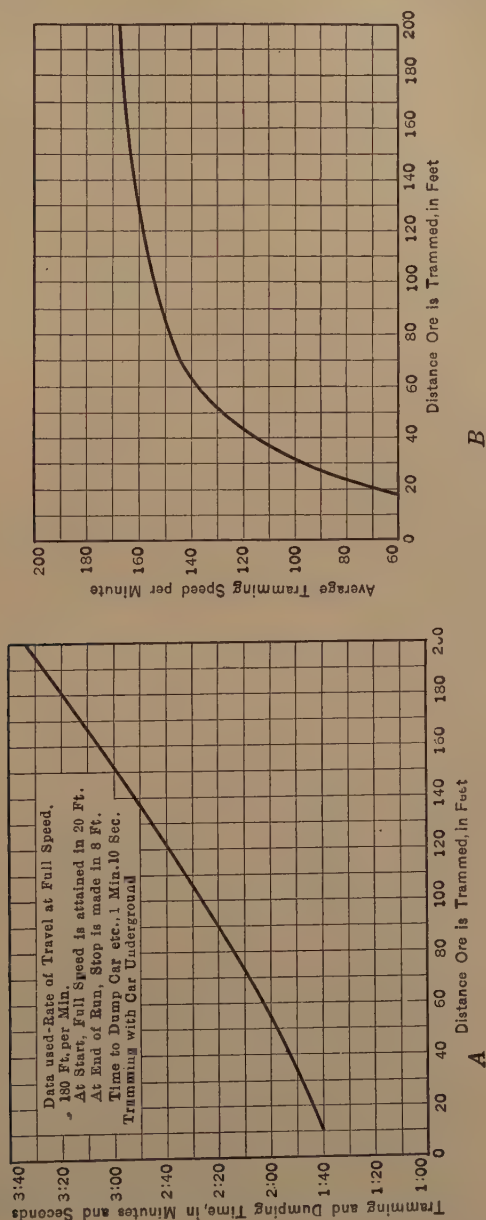 Tramming and Dumping Time, in Minutes and Seconds
3:40
3:20
3:00
2:40
2:20
2:00
1:40
1:20
1:00
Data used-Rate of Travel at Full Speed,
180 Ft. per Min.
At Start, Full Speed is attained in 20 Ft.
At End of Run, Stop is made in 8 Ft.
Time to Dump Car etc., 1 Min. 10 Sec.
Tramming with Car Underground
0 20 40 60 80 100 120 140 160 180 200
Distance Ore is Trammed, in Feet
A
Average Tramming Speed per Minute
200
180
160
140
120
100
80
60
0 20 40 60 80 100 120 140 160 180 200
Distance Ore is Trammed, in Feet
B